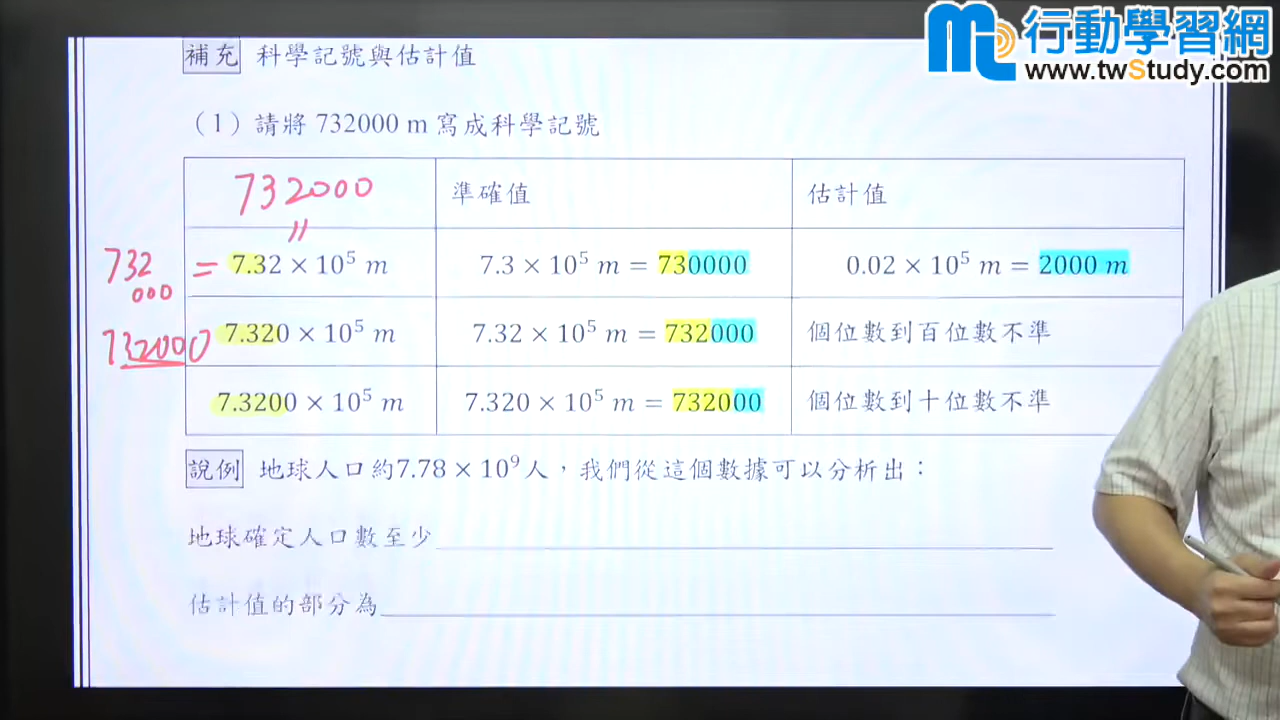 行動學習網
www.twStudy.com
補充 科學記號與估計值
(1) 請將 732000 m 寫成科學記號
732000 準確值 估計值
〃
732000 = 7.32 × 10⁵ m 7.3 × 10⁵ m = 730000 0.02 × 10⁵ m = 2000 m
732000 7.320 × 10⁵ m 7.32 × 10⁵ m = 732000 個位數到百位數不準
7.3200 × 10⁵ m 7.320 × 10⁵ m = 732000 個位數到十位數不準
說例 地球人口約7.78 × 10⁹人，我們從這個數據可以分析出：
地球確定人口數至少
估計值的部分為